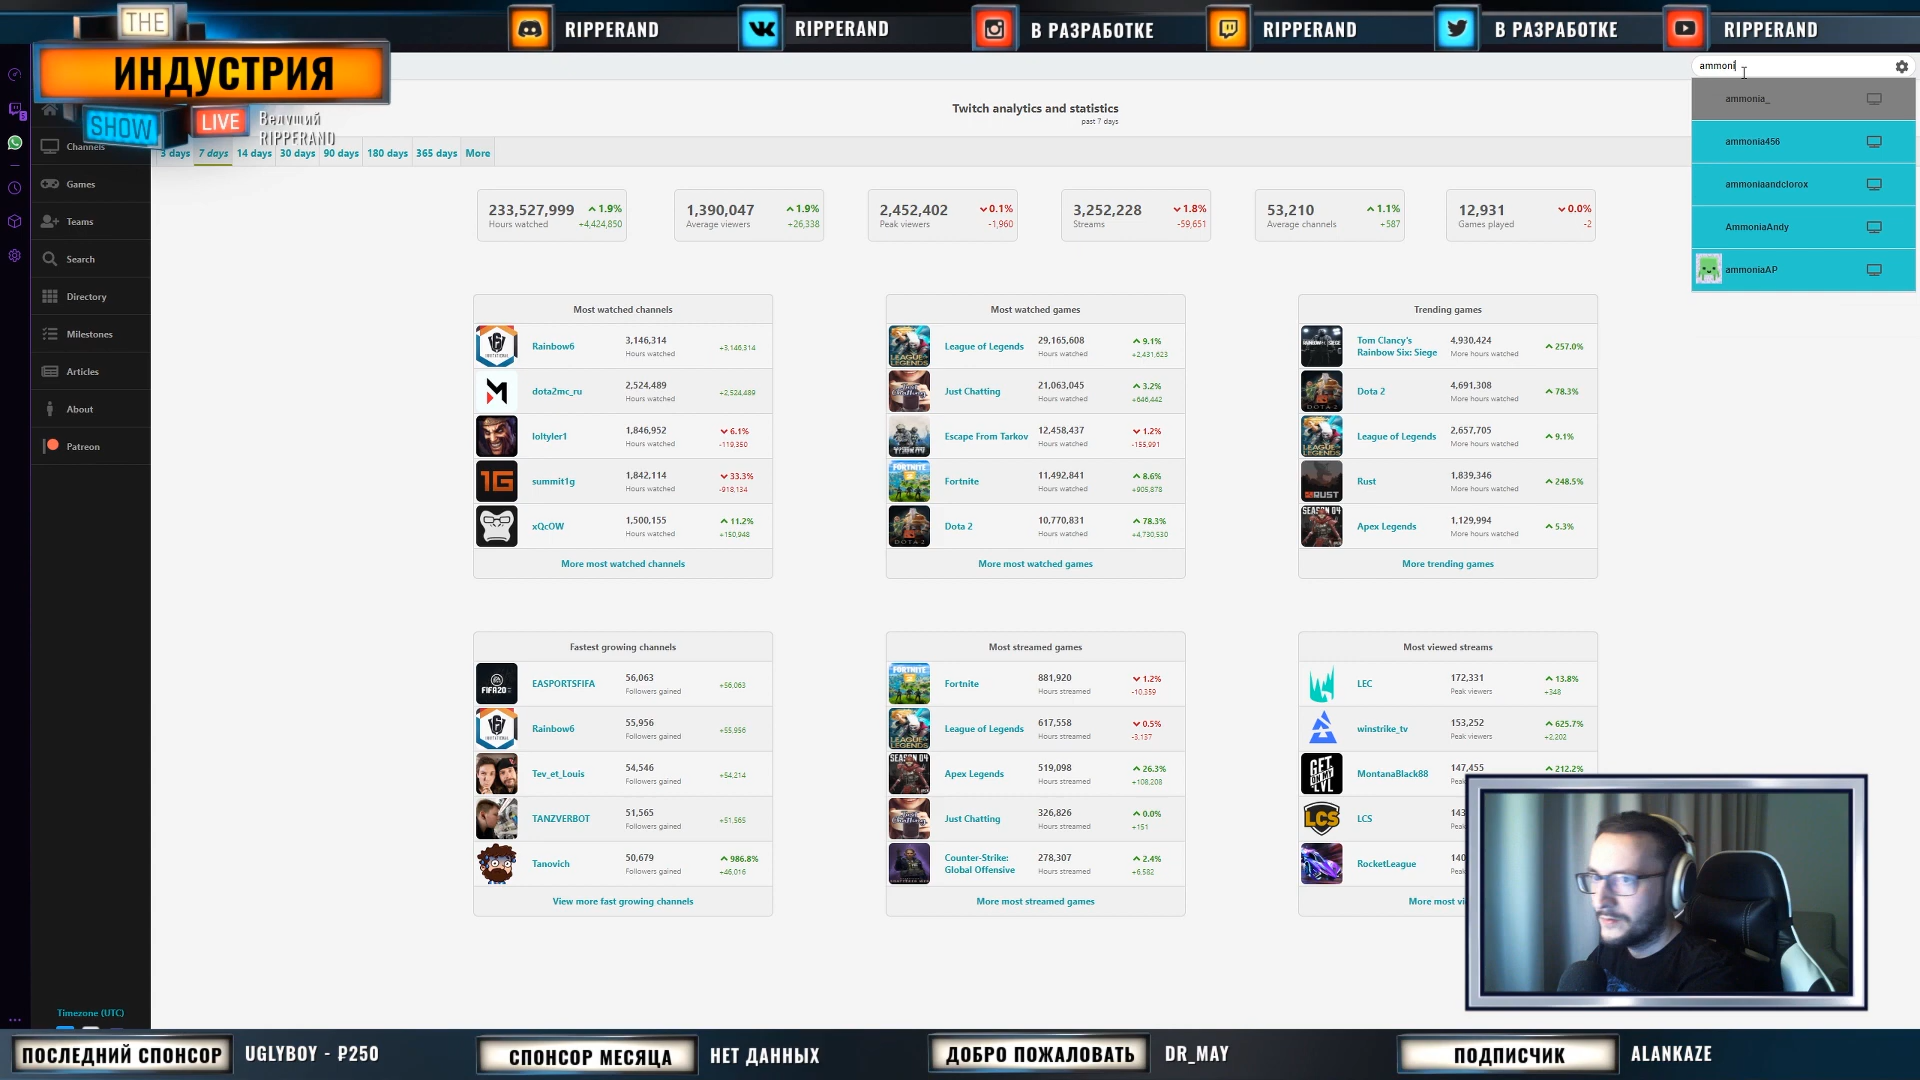 THE
ИНДУСТРИЯ
SHOW
LIVE
Ведущий
RIPPERAND
RIPPERAND
RIPPERAND
В РАЗРАБОТКЕ
RIPPERAND
В РАЗРАБОТКЕ
RIPPERAND
ammoni
ammonia_
ammonia456
ammoniaandclorox
AmmoniaAndy
ammoniaAP
Twitch analytics and statistics
past 7 days
3 days
7 days
14 days
30 days
90 days
180 days
365 days
More
Channels
Games
Teams
Search
Directory
Milestones
Articles
About
Patreon
Timezone (UTC)
233,527,999 1.9%
Hours watched +4,424,850
1,390,047 1.9%
Average viewers +26,338
2,452,402 0.1%
Peak viewers -1,960
3,252,228 1.8%
Streams -59,651
53,210 1.1%
Average channels +587
12,931 0.0%
Games played -2
Most watched channels
Rainbow6 3,146,314
Hours watched +3,146,314
dota2mc_ru 2,524,489
Hours watched +2,524,489
loltyler1 1,846,952 6.1%
Hours watched -119,350
summit1g 1,842,114 33.3%
Hours watched -918,134
xQcOW 1,500,155 11.2%
Hours watched +150,948
More most watched channels
Most watched games
League of Legends 29,165,608 9.1%
Hours watched +2,431,623
Just Chatting 21,063,045 3.2%
Hours watched +646,442
Escape From Tarkov 12,458,437 1.2%
Hours watched -155,991
Fortnite 11,492,841 8.6%
Hours watched +905,878
Dota 2 10,770,831 78.3%
Hours watched +4,730,530
More most watched games
Trending games
Tom Clancy's
Rainbow Six: Siege 4,930,424 257.0%
More hours watched
Dota 2 4,691,308 78.3%
More hours watched
League of Legends 2,657,705 9.1%
More hours watched
Rust 1,839,346 248.5%
More hours watched
Apex Legends 1,129,994 5.3%
More hours watched
More trending games
Fastest growing channels
EASPORTSFIFA 56,063
Followers gained +56,063
Rainbow6 55,956
Followers gained +55,956
Tev_et_Louis 54,546
Followers gained +54,214
TANZVERBOT 51,565
Followers gained +51,565
Tanovich 50,679 986.8%
Followers gained +46,016
View more fast growing channels
Most streamed games
Fortnite 881,920 1.2%
Hours streamed -10,359
League of Legends 617,558 0.5%
Hours streamed -3,137
Apex Legends 519,098 26.3%
Hours streamed +108,208
Just Chatting 326,826 0.0%
Hours streamed +151
Counter-Strike:
Global Offensive 278,307 2.4%
Hours streamed +6,582
More most streamed games
Most viewed streams
LEC 172,331 13.8%
Peak viewers +348
winstrike_tv 153,252 625.7%
Peak viewers +2,202
MontanaBlack88 147,455 212.2%
LCS 143
RocketLeague 140
More most vi
ПОСЛЕДНИЙ СПОНСОР
UGLYBOY - ₽250
СПОНСОР МЕСЯЦА
НЕТ ДАННЫХ
ДОБРО ПОЖАЛОВАТЬ
DR_MAY
ПОДПИСЧИК
ALANKAZE